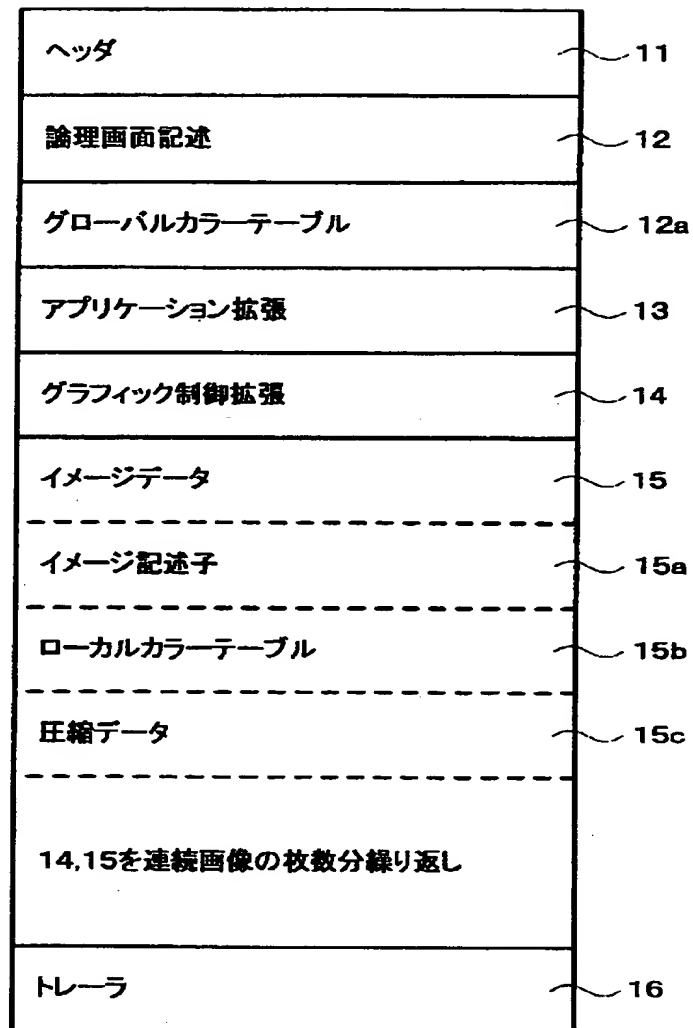 ヘッダ 11
論理画面記述 12
グローバルカラーテーブル 12a
アプリケーション拡張 13
グラフィック制御拡張 14
イメージデータ 15
イメージ記述子 15a
ローカルカラーテーブル 15b
圧縮データ 15c
14,15を連続画像の枚数分繰り返し
トレーラ 16